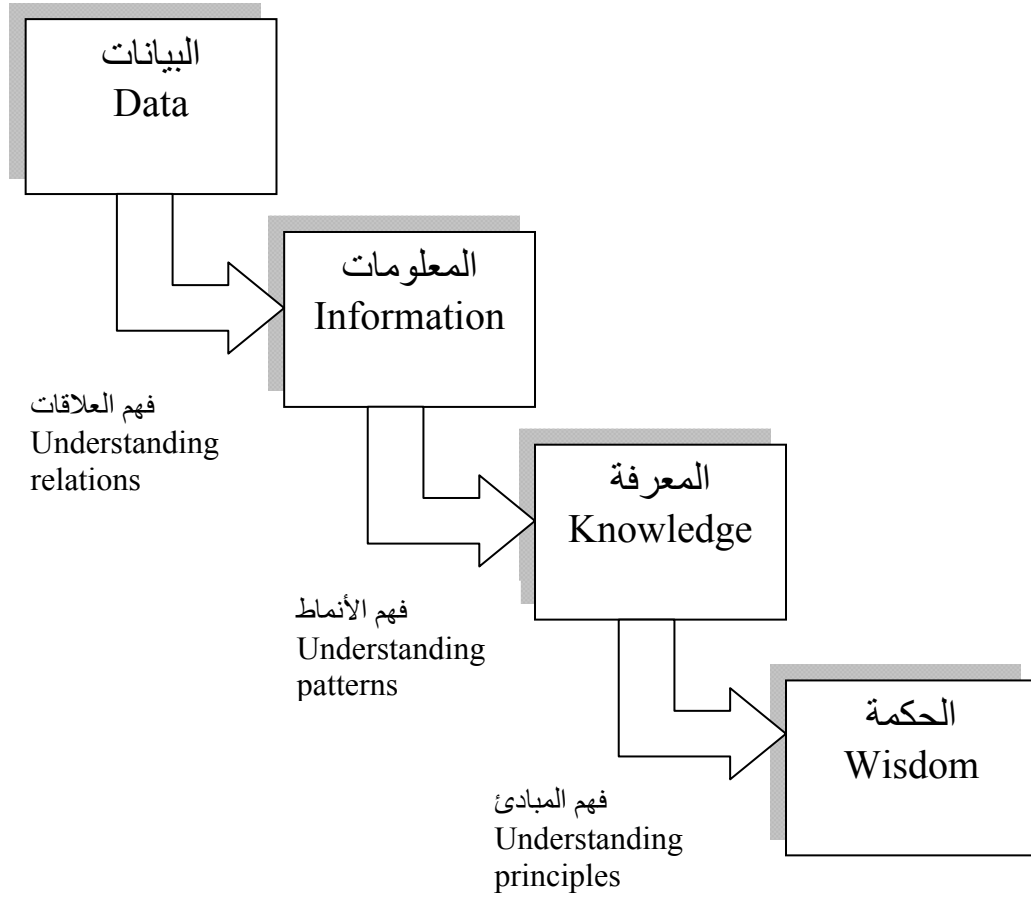 البيانات
Data
المعلومات
Information
فهم العلاقات
Understanding
relations
المعرفة
Knowledge
فهم الأنماط
Understanding
patterns
الحكمة
Wisdom
فهم المبادئ
Understanding
principles